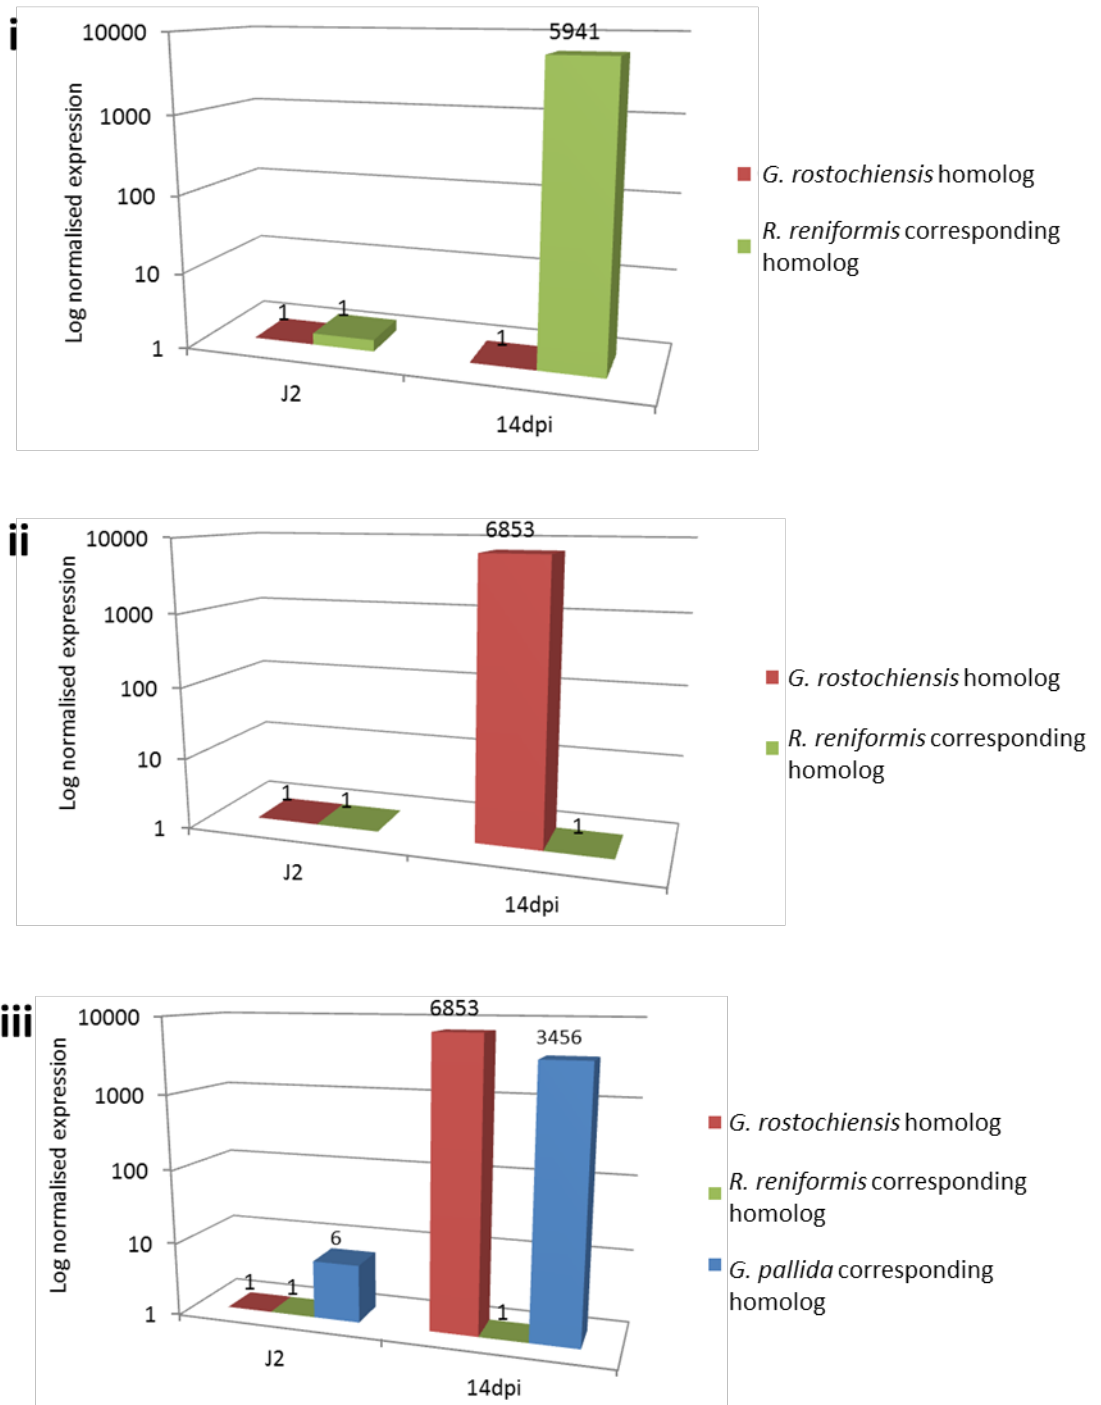 i
5941
10000
1000
100
10
1
Log normalised expression
1
1
1
J2
14dpi
G. rostochiensis homolog
R. reniformis corresponding
homolog
ii
6853
10000
1000
100
10
1
Log normalised expression
1
1
1
J2
14dpi
G. rostochiensis homolog
R. reniformis corresponding
homolog
iii
6853
3456
10000
1000
100
10
1
Log normalised expression
6
1
1
1
J2
14dpi
G. rostochiensis homolog
R. reniformis corresponding
homolog
G. pallida corresponding
homolog